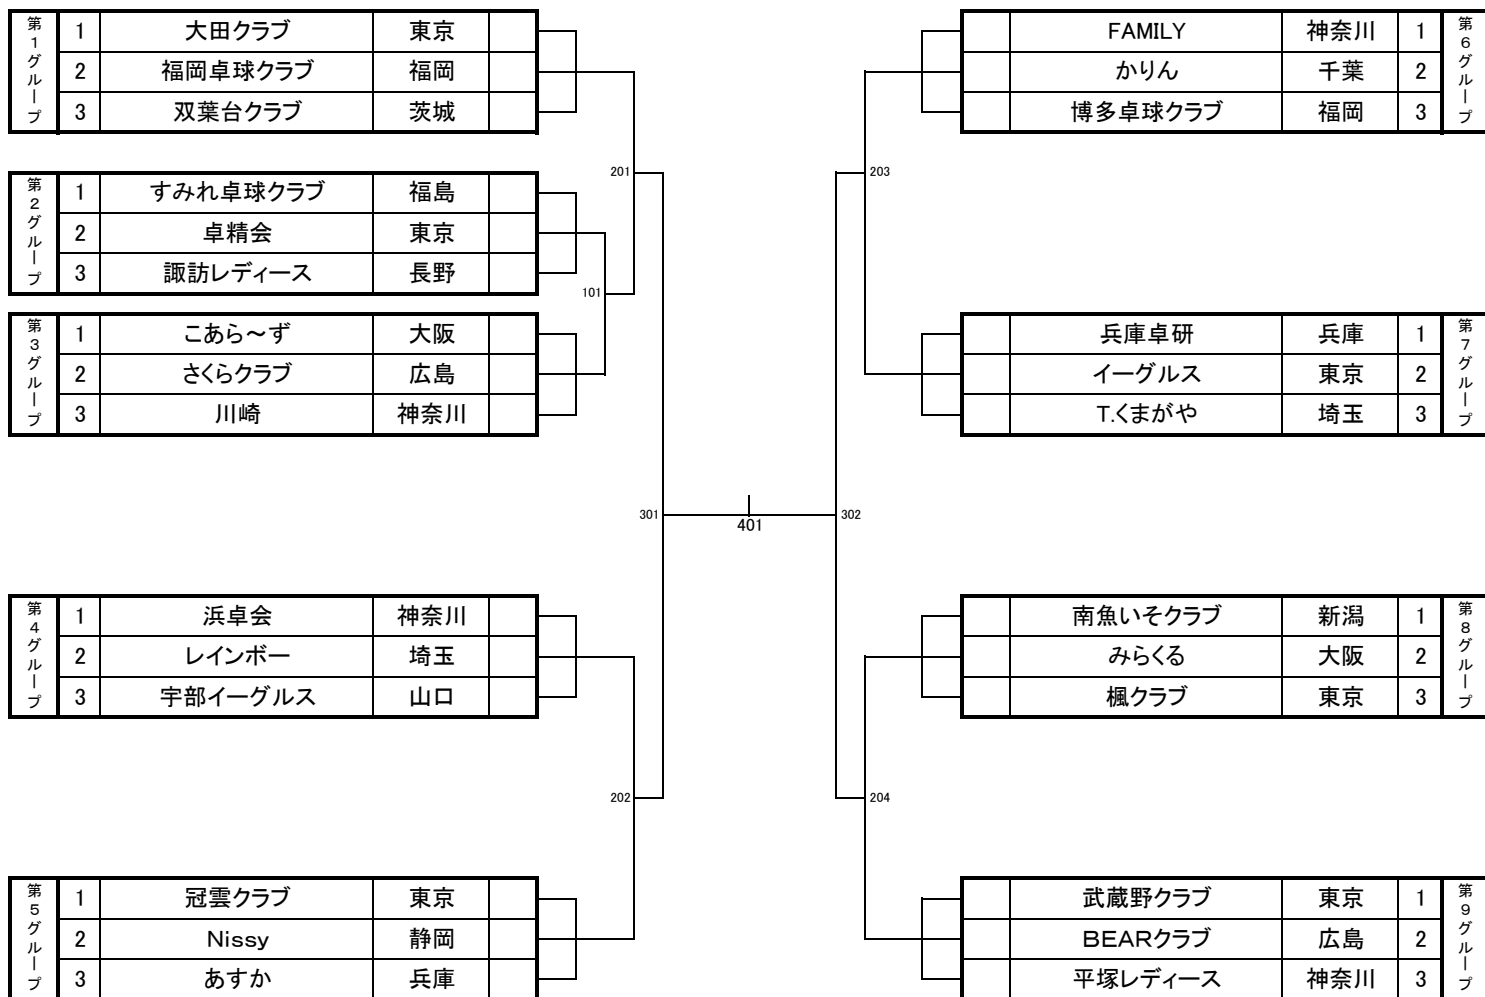 第1グループ
1 大田クラブ 東京
2 福岡卓球クラブ 福岡
3 双葉台クラブ 茨城
第2グループ
1 すみれ卓球クラブ 福島
2 卓精会 東京
3 諏訪レディース 長野
第3グループ
1 こあら～ず 大阪
2 さくらクラブ 広島
3 川崎 神奈川
第4グループ
1 浜卓会 神奈川
2 レインボー 埼玉
3 宇部イーグルス 山口
第5グループ
1 冠雲クラブ 東京
2 Nissy 静岡
3 あすか 兵庫
201
101
301
202
401
203
302
204
FAMILY 神奈川 1
かりん 千葉 2
博多卓球クラブ 福岡 3
第6グループ
兵庫卓研 兵庫 1
イーグルス 東京 2
T.くまがや 埼玉 3
第7グループ
南魚いそクラブ 新潟 1
みらくる 大阪 2
楓クラブ 東京 3
第8グループ
武蔵野クラブ 東京 1
BEARクラブ 広島 2
平塚レディース 神奈川 3
第9グループ